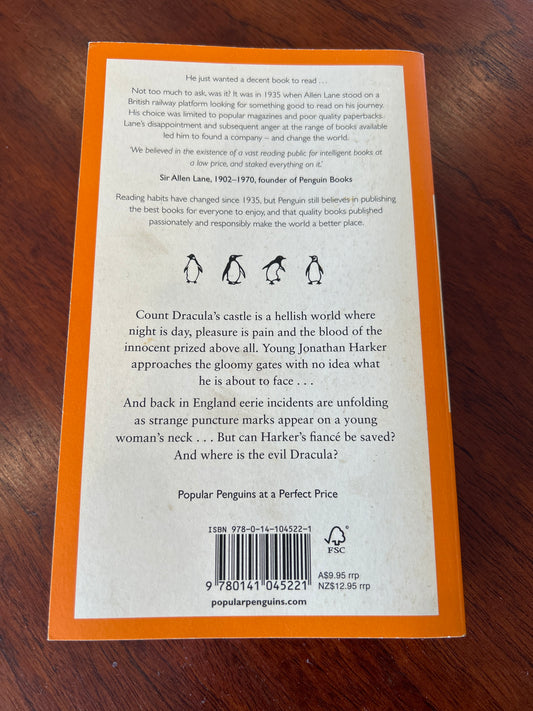 He just wanted a decent book to read . . .
Not too much to ask, was it? It was in 1935 when Allen Lane stood on a
British railway platform looking for something good to read on his journey.
His choice was limited to popular magazines and poor quality paperbacks.
Lane's disappointment and subsequent anger at the range of books available
led him to found a company – and change the world.
'We believed in the existence of a vast reading public for intelligent books at
a low price, and staked everything on it.'
Sir Allen Lane, 1902–1970, founder of Penguin Books
Reading habits have changed since 1935, but Penguin still believes in publishing
the best books for everyone to enjoy, and that quality books published
passionately and responsibly make the world a better place.
Count Dracula's castle is a hellish world where
night is day, pleasure is pain and the blood of the
innocent prized above all. Young Jonathan Harker
approaches the gloomy gates with no idea what
he is about to face . . .
And back in England eerie incidents are unfolding
as strange puncture marks appear on a young
woman's neck . . . But can Harker's fiancé be saved?
And where is the evil Dracula?
Popular Penguins at a Perfect Price
ISBN 978-0-14-104522-1
9 780141 045221
FSC
A$9.95 rrp
NZ$12.95 rrp
popularpenguins.com